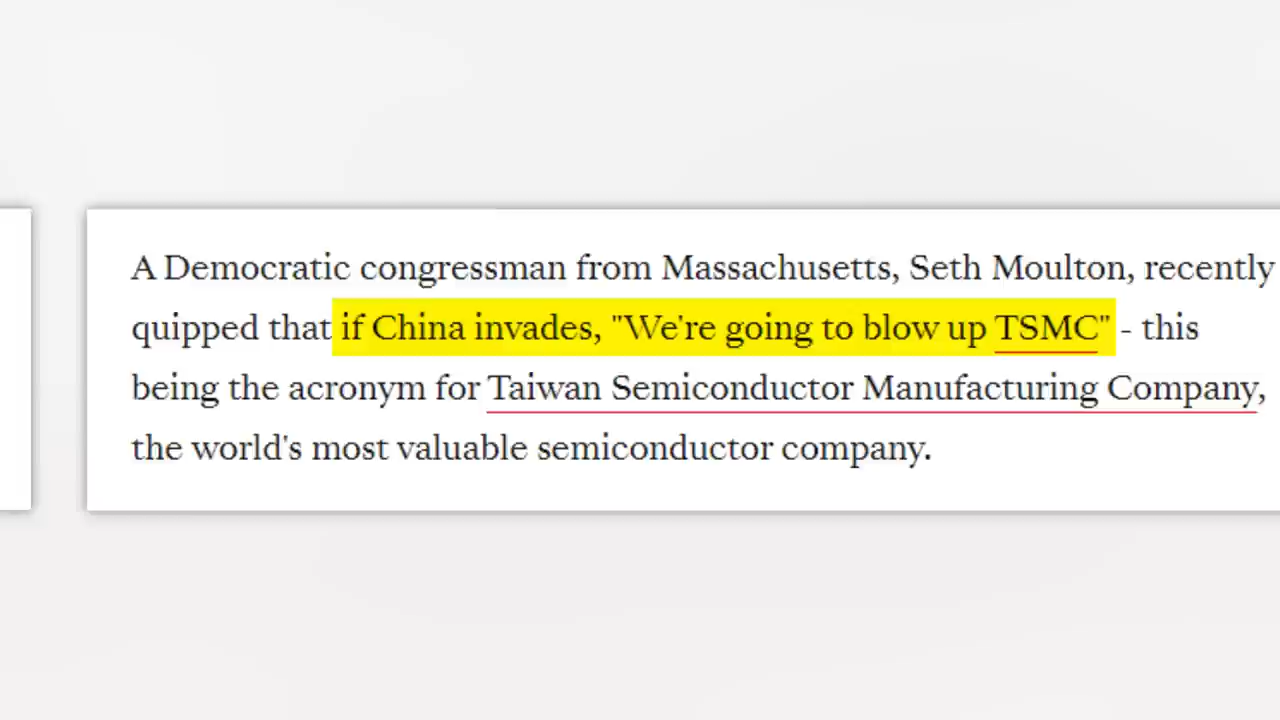 A Democratic congressman from Massachusetts, Seth Moulton, recently
quipped that if China invades, "We're going to blow up TSMC" - this
being the acronym for Taiwan Semiconductor Manufacturing Company,
the world's most valuable semiconductor company.